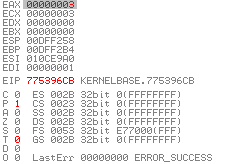 EAX 00000003
ECX 00000000
EDX 00000000
EBX 00000000
ESP 00DFF258
EBP 00DFF2B4
ESI 010CE9A0
EDI 00000001
EIP 775396CB KERNELBASE.775396CB
C 0 ES 002B 32bit 0(FFFFFFFF)
P 1 CS 0023 32bit 0(FFFFFFFF)
A 0 SS 002B 32bit 0(FFFFFFFF)
Z 0 DS 002B 32bit 0(FFFFFFFF)
S 0 FS 0053 32bit E77000(FFF)
T 0 GS 002B 32bit 0(FFFFFFFF)
D 0
O 0 LastErr 00000000 ERROR_SUCCESS